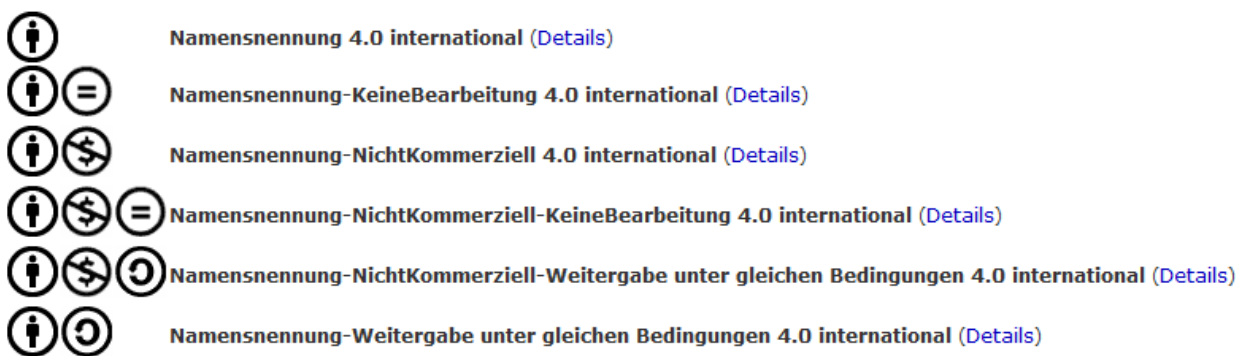 Namensnennung 4.0 international (Details)
Namensnennung-KeineBearbeitung 4.0 international (Details)
Namensnennung-NichtKommerziell 4.0 international (Details)
Namensnennung-NichtKommerziell-KeineBearbeitung 4.0 international (Details)
Namensnennung-NichtKommerziell-Weitergabe unter gleichen Bedingungen 4.0 international (Details)
Namensnennung-Weitergabe unter gleichen Bedingungen 4.0 international (Details)